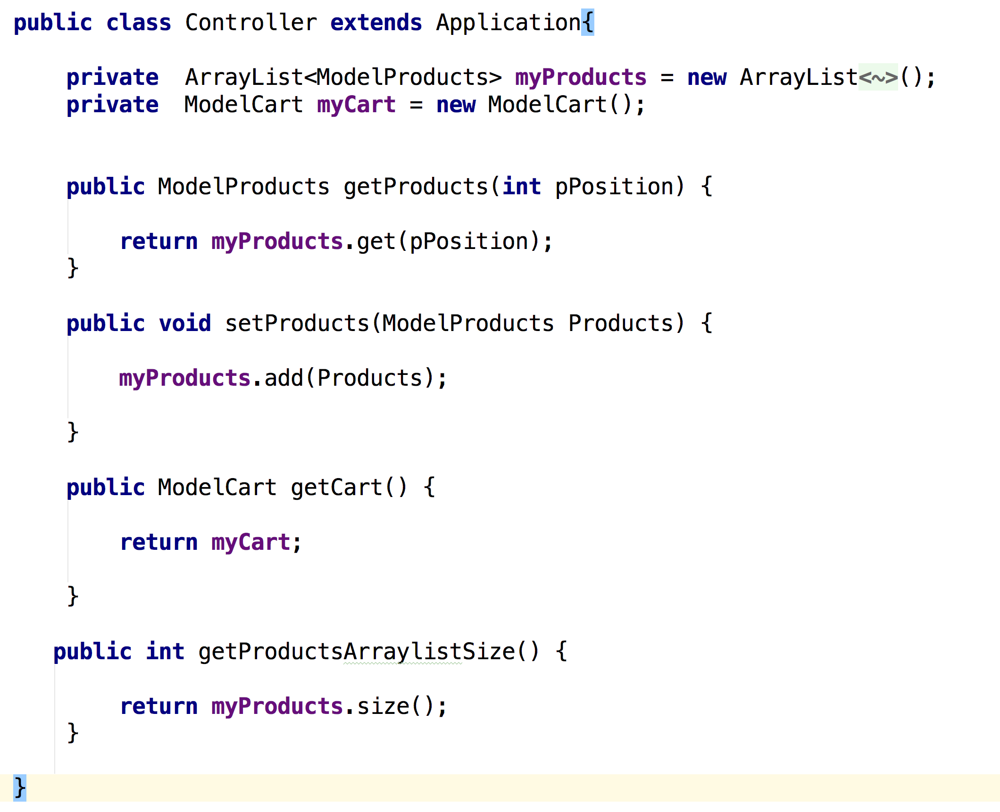 public class Controller extends Application{
private  ArrayList<ModelProducts> myProducts = new ArrayList<~>();
private  ModelCart myCart = new ModelCart();
public ModelProducts getProducts(int pPosition) {
return myProducts.get(pPosition);
}
public void setProducts(ModelProducts Products) {
myProducts.add(Products);
}
public ModelCart getCart() {
return myCart;
}
public int getProductsArraylistSize() {
return myProducts.size();
}
}